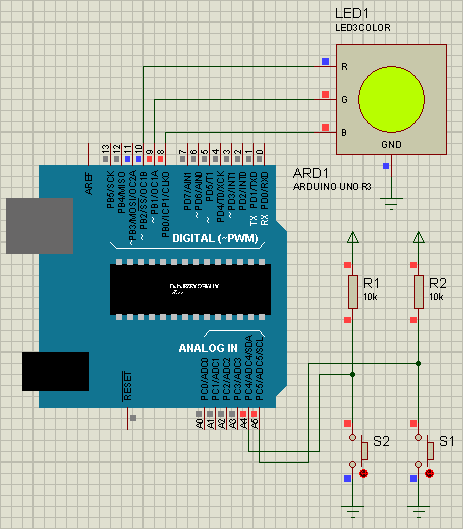 LED1
LED3COLOR
R
G
B
GND
ARD1
ARDUINO UNO R3
13
12
11
10
9
8
7
6
5
4
3
2
1
0
AREF
PB5/SCK
PB4/MISO
~PB3/MOSI/OC2A
~PB2/SS/OC1B
~PB1/OC1A
PB0/ICP1/CLKO
PD7/AIN1
~PD6/AIN0
~PD5/T1
PD4/T0/XCK
~PD3/INT1
PD2/INT0
TX PD1/TXD
RX PD0/RXD
DIGITAL (~PWM)
ANALOG IN
RESET
PC0/ADC0
PC1/ADC1
PC2/ADC2
PC3/ADC3
PC4/ADC4/SDA
PC5/ADC5/SCL
A0
A1
A2
A3
A4
A5
R1
10k
R2
10k
S2
S1